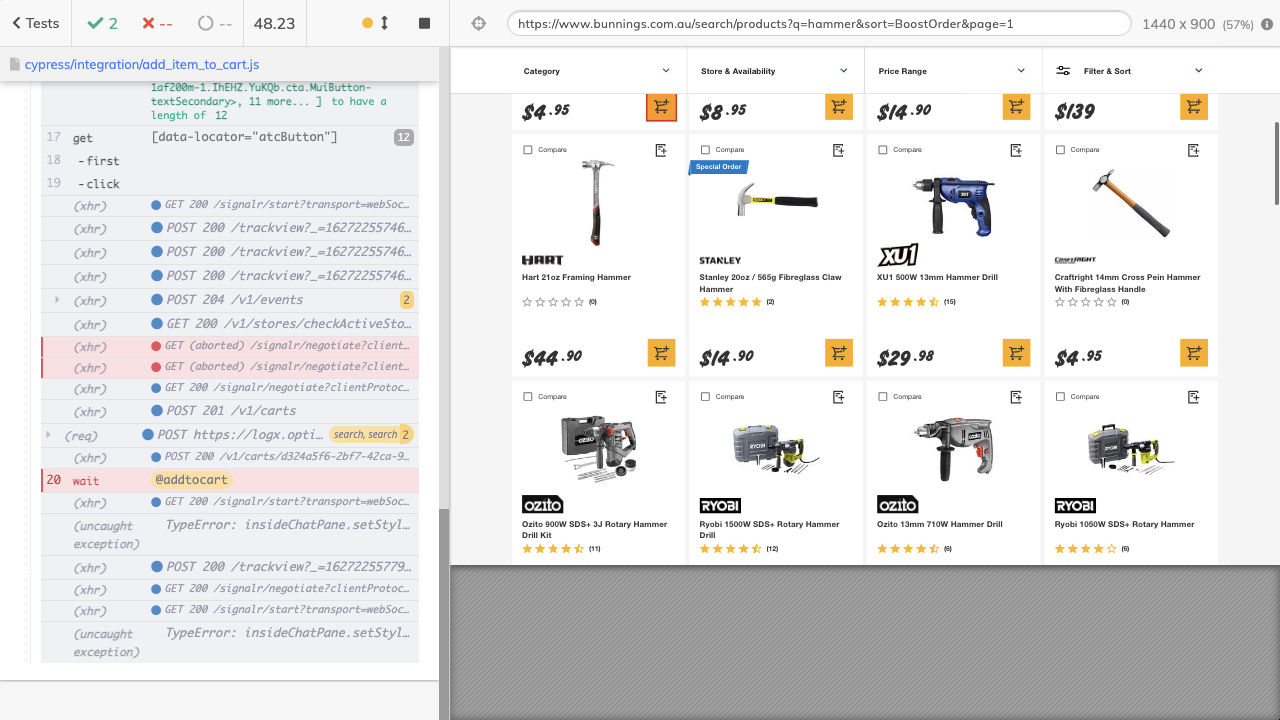 Tests
2
--
--
48.23
https://www.bunnings.com.au/search/products?q=hammer&sort=BoostOrder&page=1
1440 x 900 (57%)
cypress/integration/add_item_to_cart.js
1af200m-1.IhEHZ.YuKQb.cta.MuiButton-
textSecondary>, 11 more... ] to have a
length of 12
17 get [data-locator="atcButton"] 12
18 -first
19 -click
(xhr) GET 200 /signalr/start?transport=webSoc…
(xhr) POST 200 /trackview?_=16272255746…
(xhr) POST 200 /trackview?_=16272255746…
(xhr) POST 200 /trackview?_=16272255746…
(xhr) POST 204 /v1/events 2
(xhr) GET 200 /v1/stores/checkActiveSto…
(xhr) GET (aborted) /signalr/negotiate?client…
(xhr) GET (aborted) /signalr/negotiate?client…
(xhr) GET 200 /signalr/negotiate?clientProtoc…
(xhr) POST 201 /v1/carts
(req) POST https://logx.opti… search, search 2
(xhr) POST 200 /v1/carts/d324a5f6-2bf7-42ca-9…
20 wait @addtocart
(xhr) GET 200 /signalr/start?transport=webSoc…
(uncaught exception) TypeError: insideChatPane.setStyl…
(xhr) POST 200 /trackview?_=16272255779…
(xhr) GET 200 /signalr/negotiate?clientProtoc…
(xhr) GET 200 /signalr/start?transport=webSoc…
(uncaught exception) TypeError: insideChatPane.setStyl…
Category
Store & Availability
Price Range
Filter & Sort
$4.95
$8.95
$14.90
$139
Compare
Compare
Compare
Compare
Special Order
HART
STANLEY
XU1
CRAFTRIGHT
Hart 21oz Framing Hammer
Stanley 20oz / 565g Fibreglass Claw
Hammer
XU1 500W 13mm Hammer Drill
Craftright 14mm Cross Pein Hammer
With Fibreglass Handle
(0)
(2)
(15)
(0)
$44.90
$14.90
$29.98
$4.95
Compare
Compare
Compare
Compare
ozito
RYOBI
ozito
RYOBI
Ozito 900W SDS+ 3J Rotary Hammer
Drill Kit
Ryobi 1500W SDS+ Rotary Hammer
Drill
Ozito 13mm 710W Hammer Drill
Ryobi 1050W SDS+ Rotary Hammer
(11)
(12)
(6)
(6)